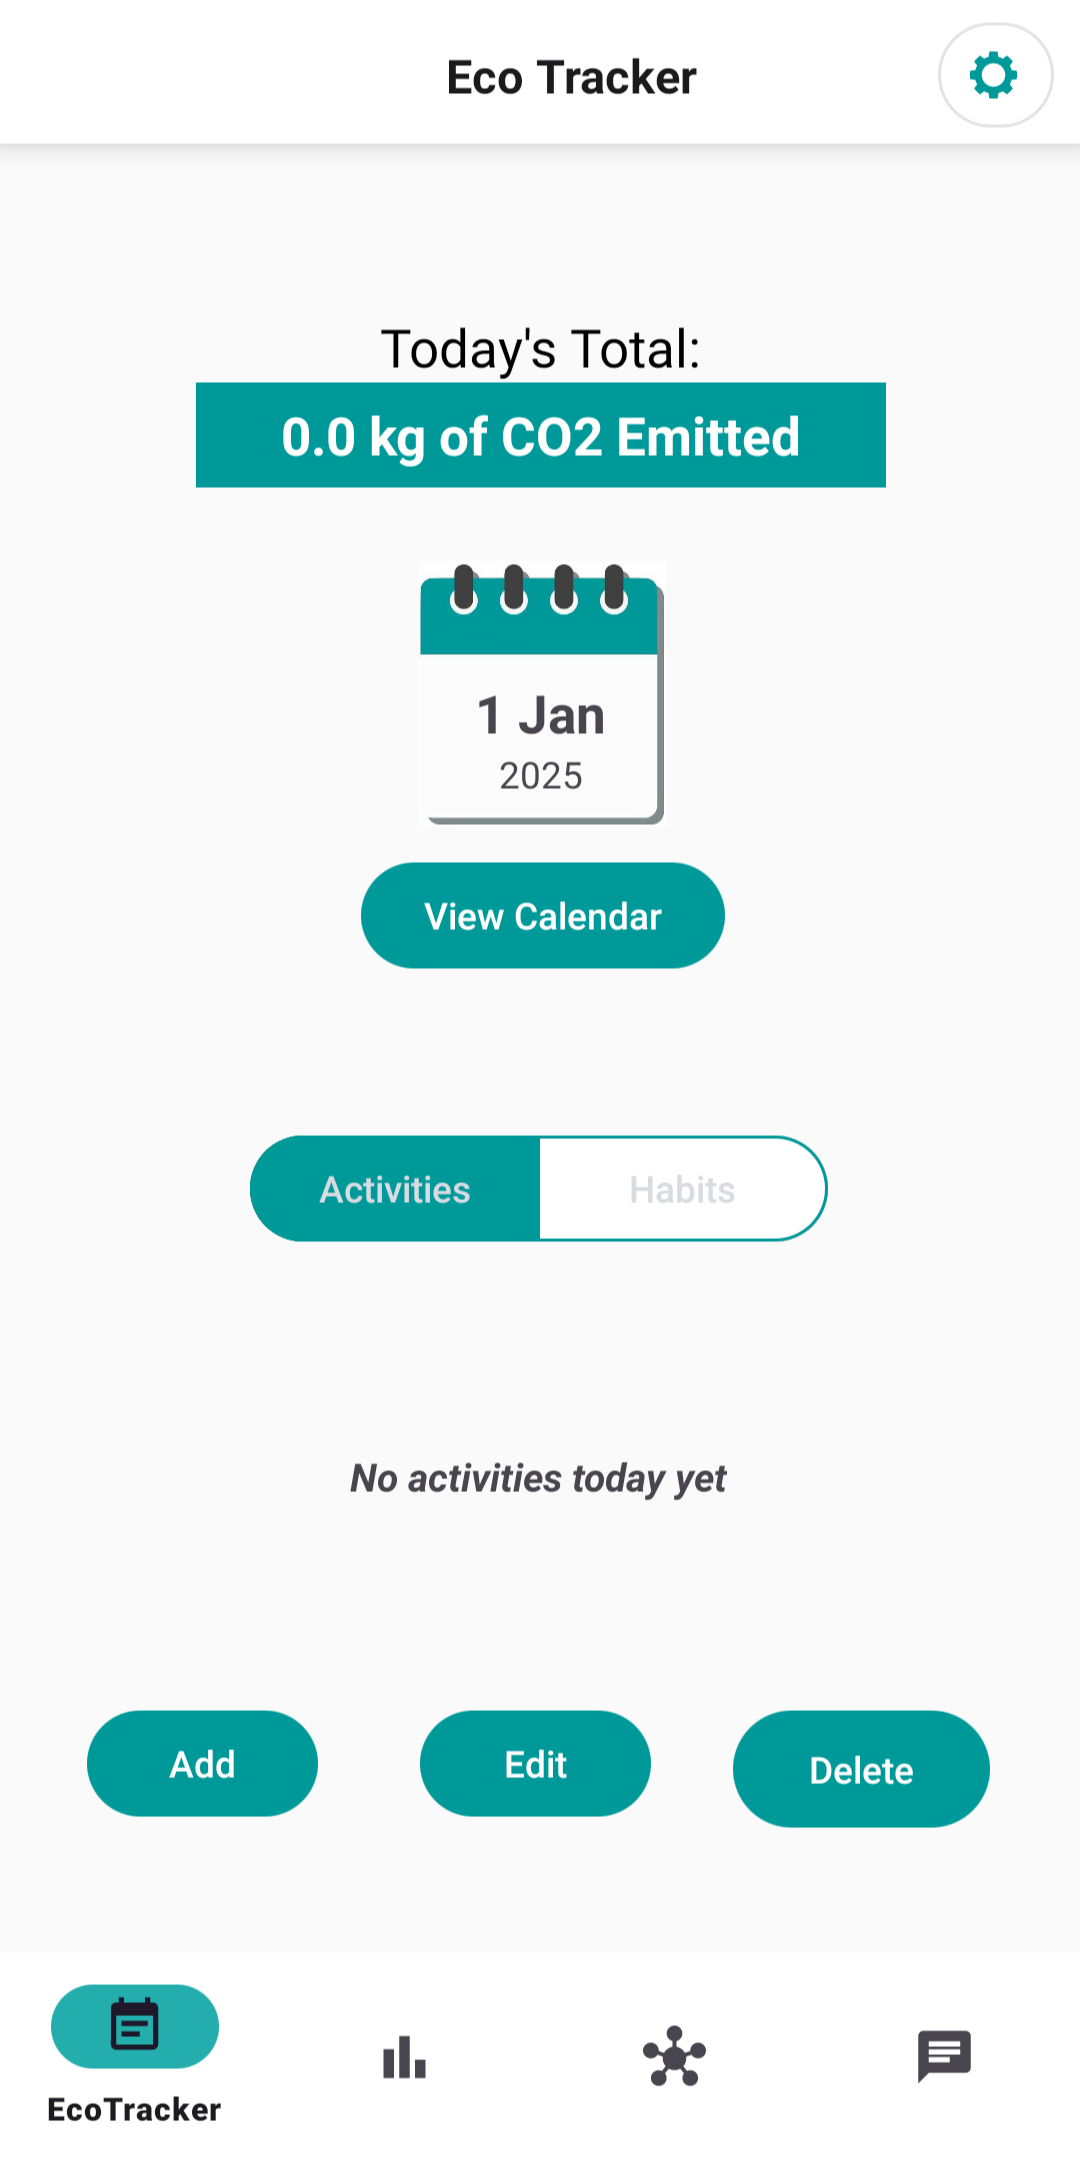 Eco Tracker
Today's Total:
0.0 kg of CO2 Emitted
1 Jan
2025
View Calendar
Activities
Habits
No activities today yet
Add
Edit
Delete
EcoTracker